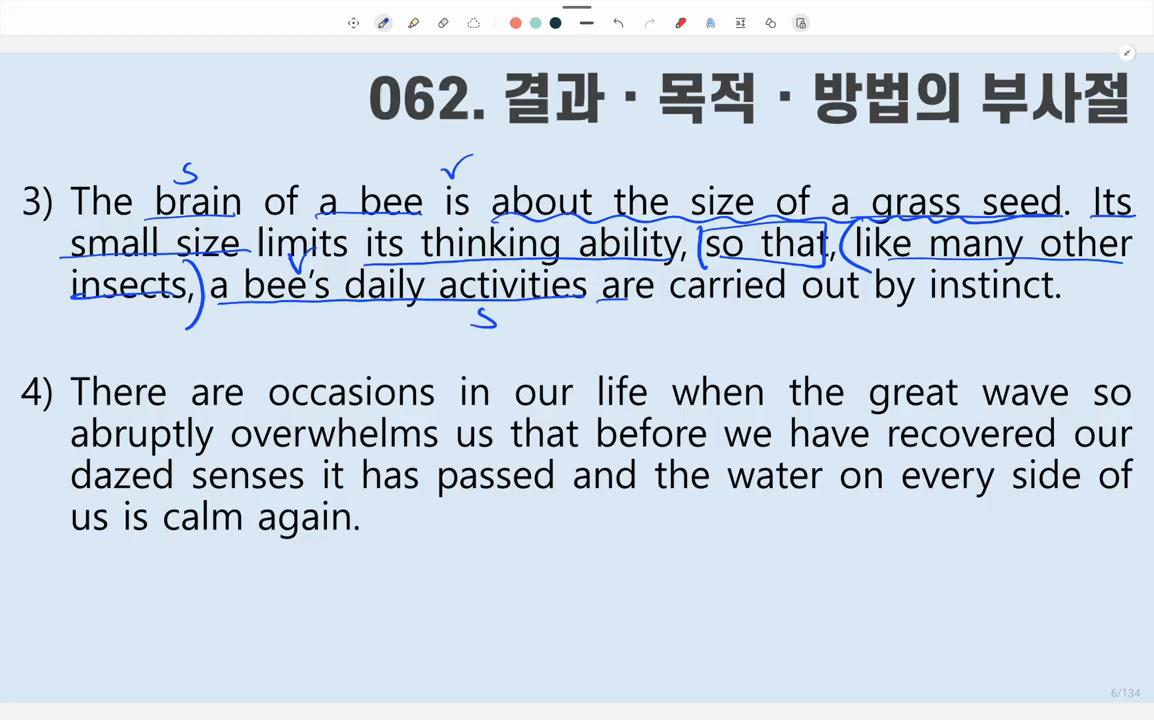 062. 결과 · 목적 · 방법의 부사절
S
V
3) The brain of a bee is about the size of a grass seed. Its
small size limits its thinking ability, so that, like many other
V
insects, a bee's daily activities are carried out by instinct.
S
4) There are occasions in our life when the great wave so
abruptly overwhelms us that before we have recovered our
dazed senses it has passed and the water on every side of
us is calm again.
6/134